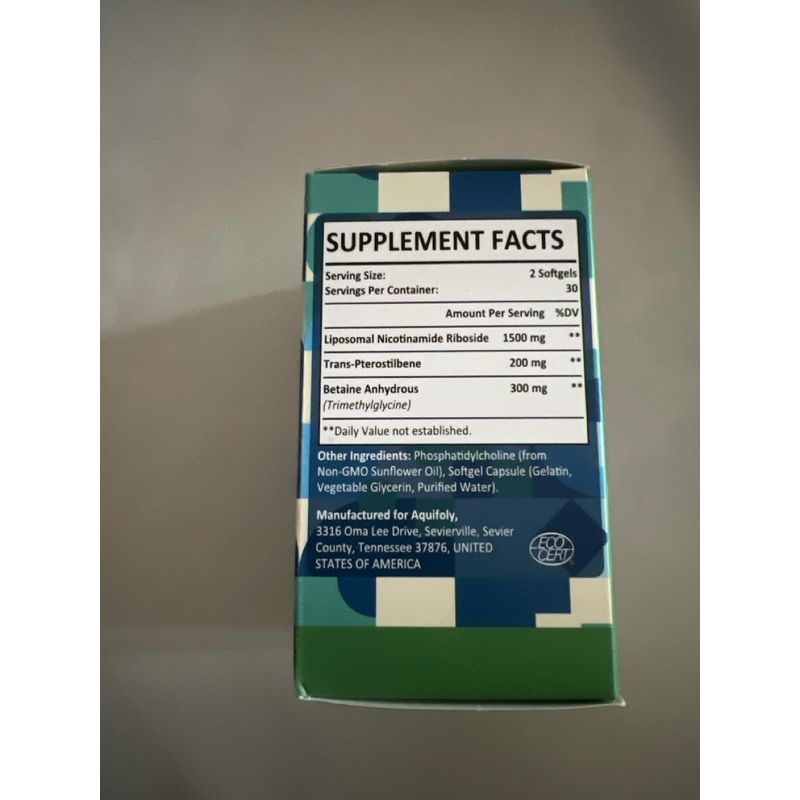 SUPPLEMENT FACTS
Serving Size: 2 Softgels
Servings Per Container: 30
Amount Per Serving %DV
Liposomal Nicotinamide Riboside 1500 mg **
Trans-Pterostilbene 200 mg **
Betaine Anhydrous 300 mg **
(Trimethylglycine)
**Daily Value not established.
Other Ingredients: Phosphatidylcholine (from
Non-GMO Sunflower Oil), Softgel Capsule (Gelatin,
Vegetable Glycerin, Purified Water).
Manufactured for Aquifoly,
3316 Oma Lee Drive, Sevierville, Sevier
County, Tennessee 37876, UNITED
STATES OF AMERICA
ECO
CERT